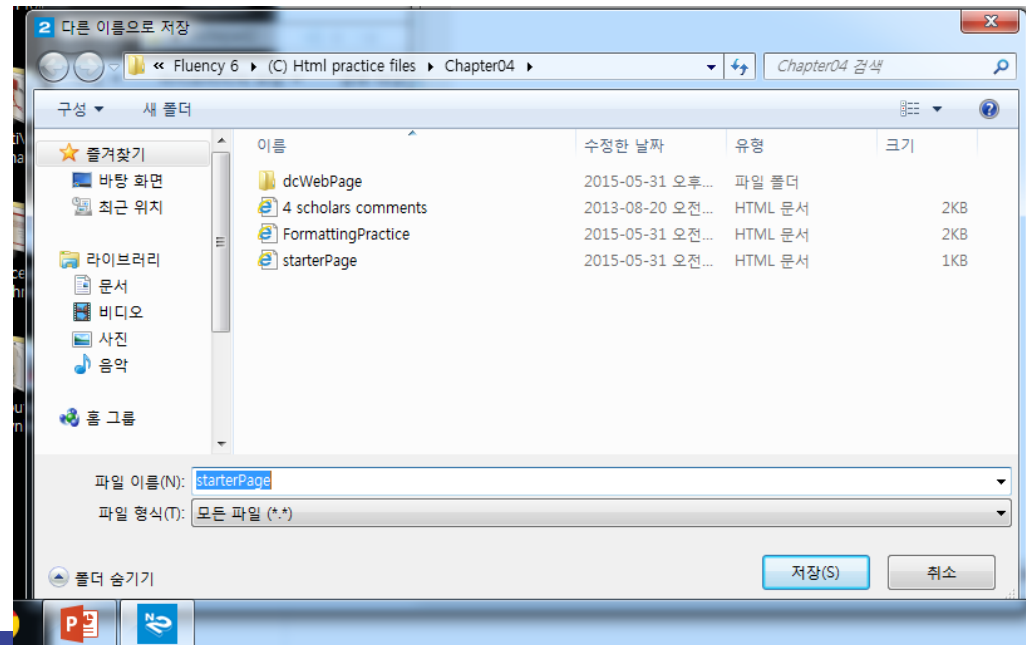 2 다른 이름으로 저장
« Fluency 6 ▸ (C) Html practice files ▸ Chapter04 ▸ Chapter04 검색
구성 ▼ 새 폴더
즐겨찾기
바탕 화면
최근 위치
라이브러리
문서
비디오
사진
음악
홈 그룹
이름 수정한 날짜 유형 크기
dcWebPage 2015-05-31 오후... 파일 폴더
4 scholars comments 2013-08-20 오전... HTML 문서 2KB
FormattingPractice 2015-05-31 오전... HTML 문서 2KB
starterPage 2015-05-31 오전... HTML 문서 1KB
파일 이름(N): starterPage
파일 형식(T): 모든 파일 (*.*)
폴더 숨기기 저장(S) 취소